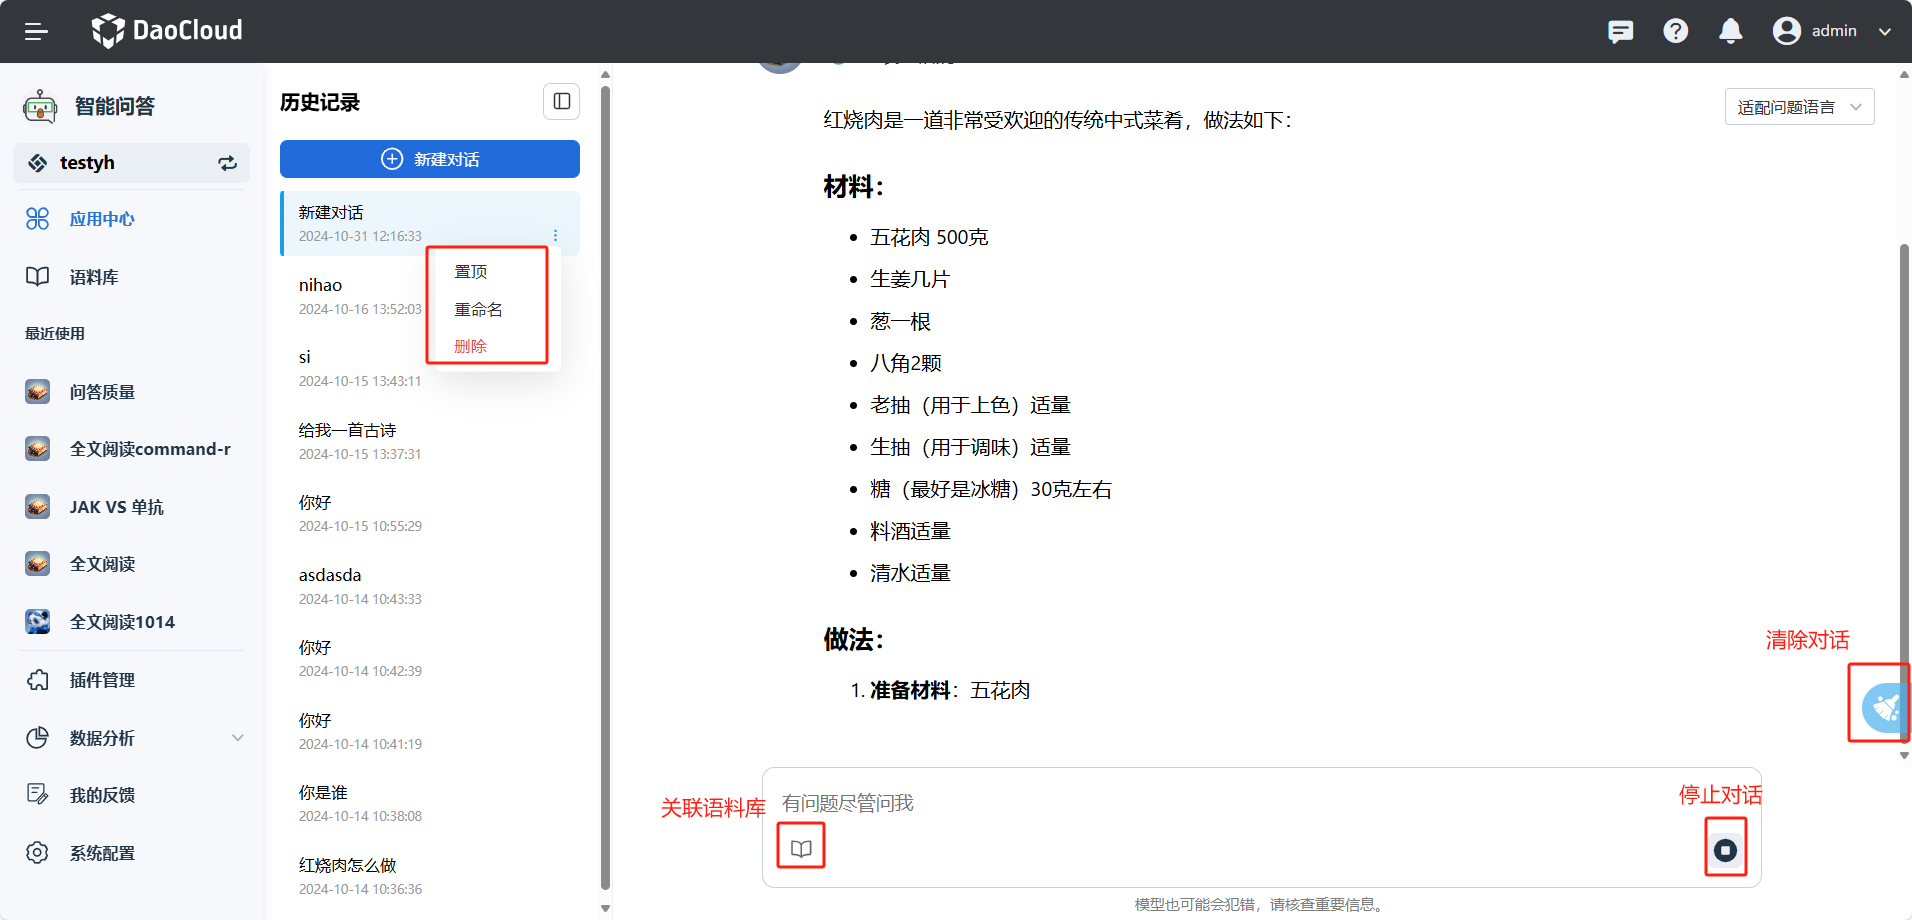 DaoCloud
admin
智能问答
testyh
应用中心
语料库
最近使用
问答质量
全文阅读command-r
JAK VS 单抗
全文阅读
全文阅读1014
插件管理
数据分析
我的反馈
系统配置
历史记录
新建对话
新建对话
2024-10-31 12:16:33
置顶
重命名
删除
nihao
2024-10-16 13:52:03
si
2024-10-15 13:43:11
给我一首古诗
2024-10-15 13:37:31
你好
2024-10-15 10:55:29
asdasda
2024-10-14 10:43:33
你好
2024-10-14 10:42:39
你好
2024-10-14 10:41:19
你是谁
2024-10-14 10:38:08
红烧肉怎么做
2024-10-14 10:36:36
适配问题语言
红烧肉是一道非常受欢迎的传统中式菜肴，做法如下：
材料：
• 五花肉 500克
• 生姜几片
• 葱一根
• 八角2颗
• 老抽（用于上色）适量
• 生抽（用于调味）适量
• 糖（最好是冰糖）30克左右
• 料酒适量
• 清水适量
做法：
1. 准备材料：五花肉
清除对话
关联语料库
有问题尽管问我
停止对话
模型也可能会犯错，请核查重要信息。